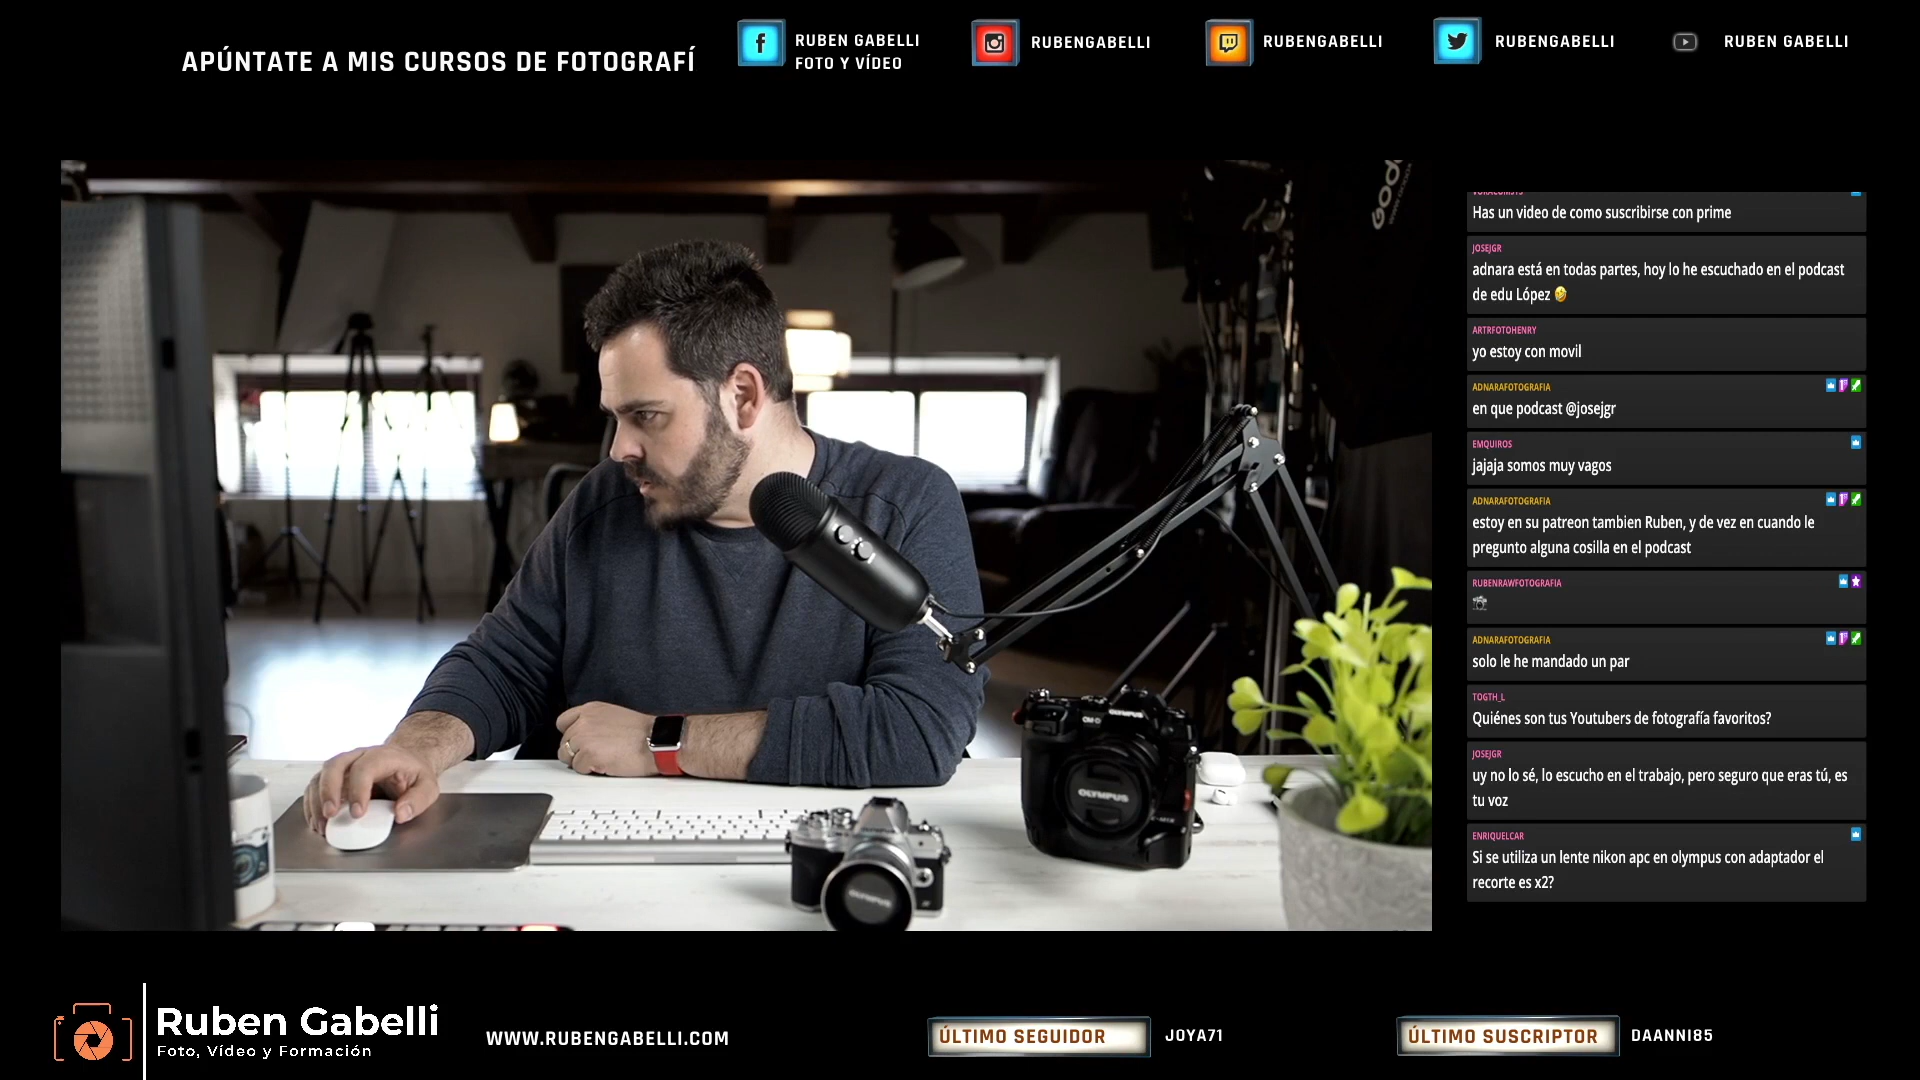 APÚNTATE A MIS CURSOS DE FOTOGRAFÍ
RUBEN GABELLI
FOTO Y VÍDEO
RUBENGABELLI
RUBENGABELLI
RUBENGABELLI
RUBEN GABELLI
Has un video de como suscribirse con prime
JOSEJGR
adnara está en todas partes, hoy lo he escuchado en el podcast
de edu López 🤣
ARTRFOTOHENRY
yo estoy con movil
ADNARAFOTOGRAFIA
en que podcast @josejgr
EMQUIROS
jajaja somos muy vagos
ADNARAFOTOGRAFIA
estoy en su patreon tambien Ruben, y de vez en cuando le
pregunto alguna cosilla en el podcast
RUBENRAWFOTOGRAFIA
📷
ADNARAFOTOGRAFIA
solo le he mandado un par
TOGTH_L
Quiénes son tus Youtubers de fotografía favoritos?
JOSEJGR
uy no lo sé, lo escucho en el trabajo, pero seguro que eras tú, es
tu voz
ENRIQUELCAR
Si se utiliza un lente nikon apc en olympus con adaptador el
recorte es x2?
OLYMPUS
OLYMPUS
OLYMPUS
OLYMPUS
Ruben Gabelli
Foto, Vídeo y Formación
WWW.RUBENGABELLI.COM
ÚLTIMO SEGUIDOR
JOYA71
ÚLTIMO SUSCRIPTOR
DAANNI85